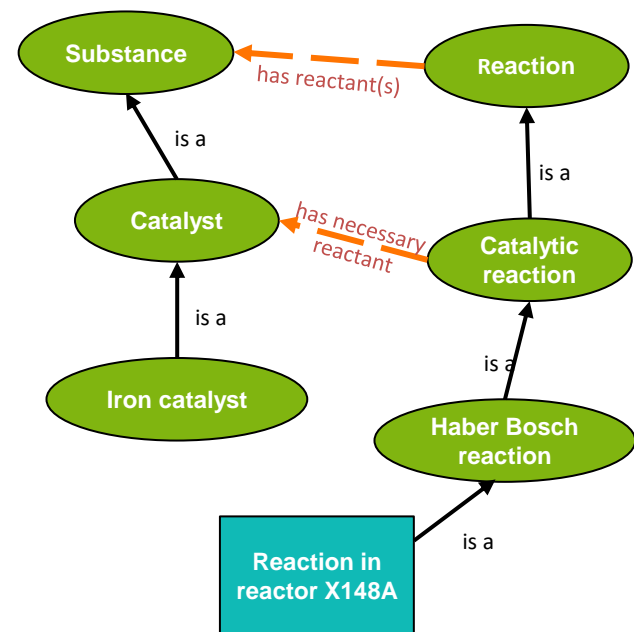 Substance
Reaction
has reactant(s)
is a
is a
Catalyst
has necessary
reactant
Catalytic
reaction
is a
is a
Iron catalyst
Haber Bosch
reaction
is a
Reaction in
reactor X148A